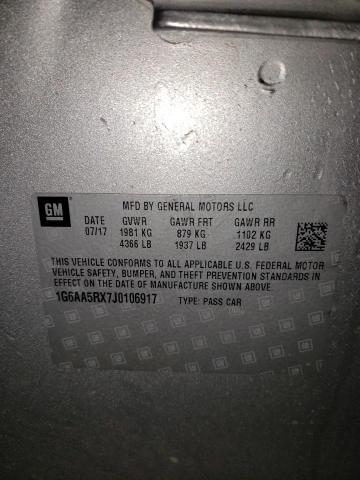 GM
MFD BY GENERAL MOTORS LLC
DATE GVWR GAWR FRT GAWR RR
07/17 1981 KG 879 KG 1102 KG
4366 LB 1937 LB 2429 LB
THIS VEHICLE CONFORMS TO ALL APPLICABLE U.S. FEDERAL MOTOR
VEHICLE SAFETY, BUMPER, AND THEFT PREVENTION STANDARDS IN
EFFECT ON THE DATE OF MANUFACTURE SHOWN ABOVE.
1G6AA5RX7J0106917 TYPE: PASS CAR